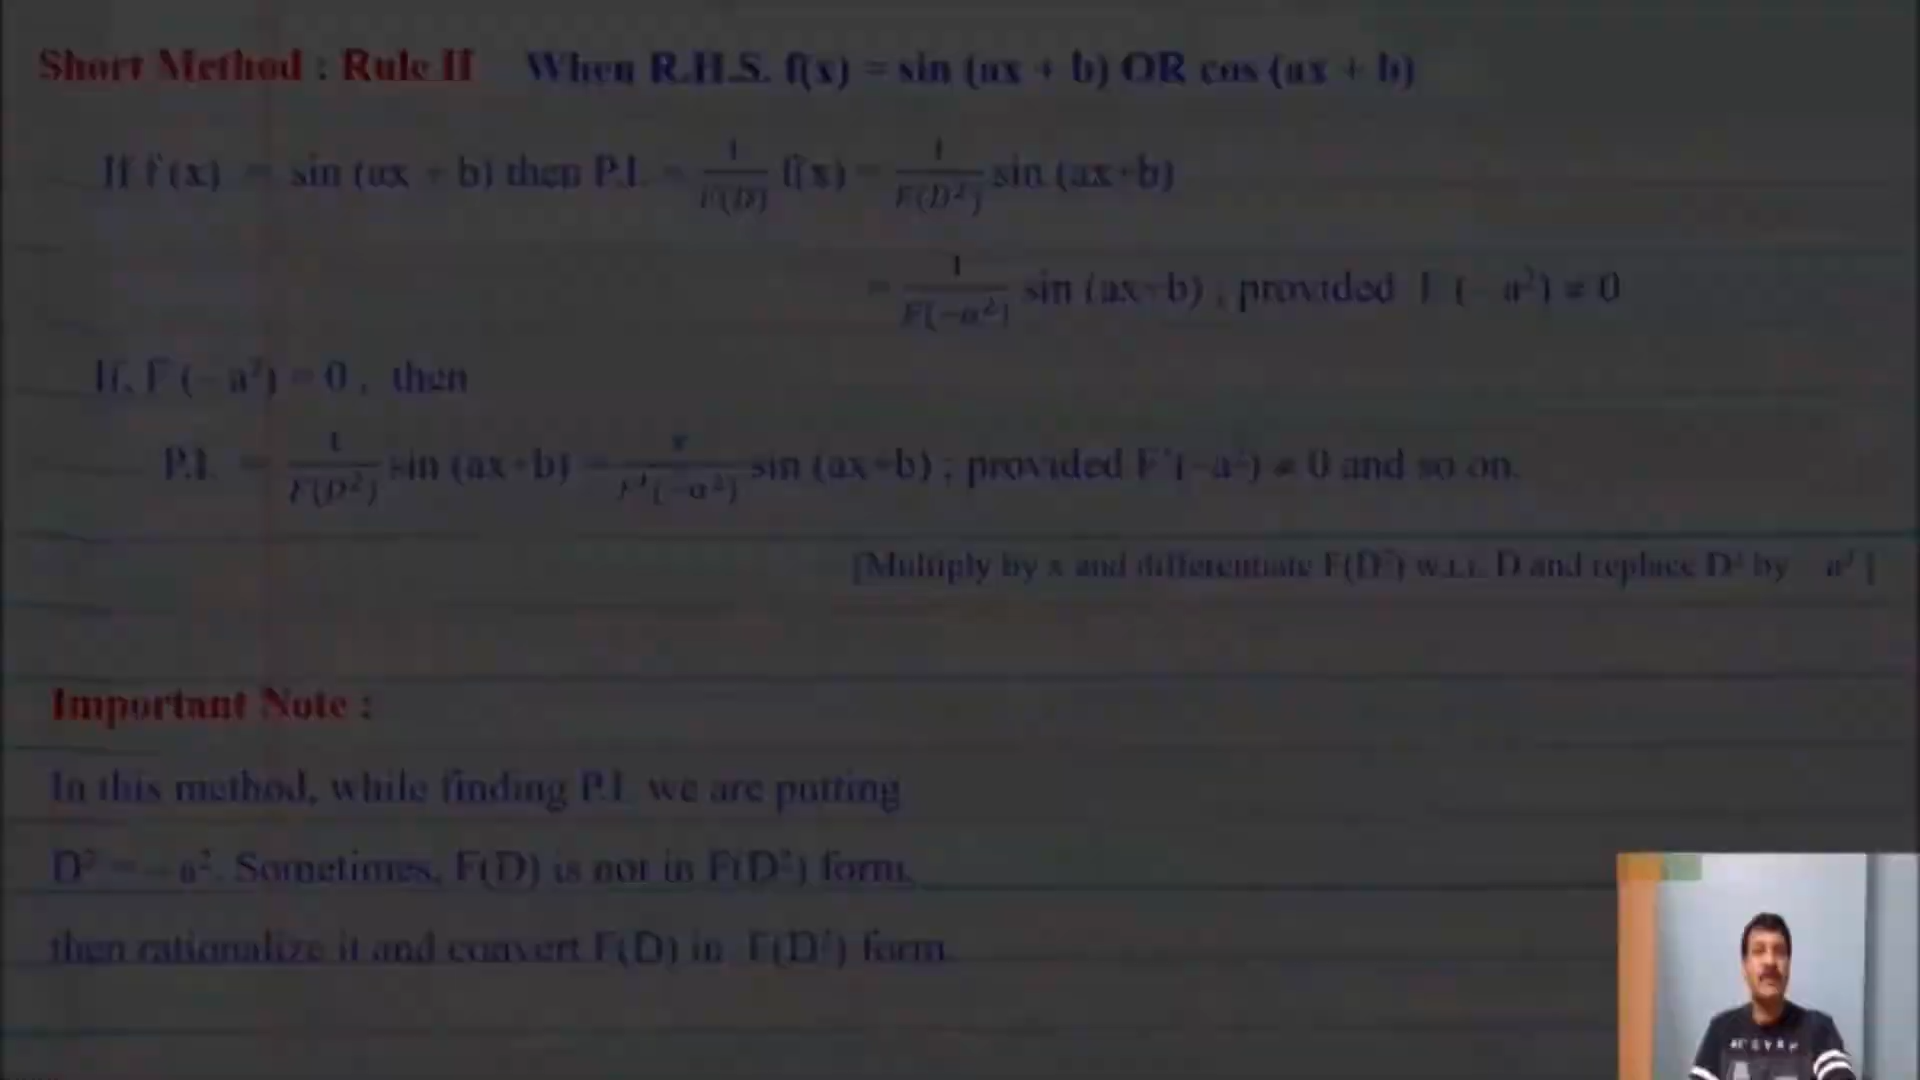 Short Method : Rule II When R.H.S. f(x) = sin (ax + b) OR cos (ax + b)
If f (x) = sin (ax + b) then P.I. = 1/F(D) f(x) = 1/F(D²) sin (ax+b)
= 1/F(−a²) sin (ax+b) , provided F (− a²) ≠ 0
If, F (− a²) = 0 , then
P.I. = 1/F(D²) sin (ax+b) = x/F'(−a²) sin (ax+b) , provided F'(−a²) ≠ 0 and so on.
[Multiply by x and differentiate F(D²) w.r.t. D and replace D² by − a² ]
Important Note :
In this method, while finding P.I. we are putting
D² = − a². Sometimes, F(D) is not in F(D²) form,
then rationalize it and convert F(D) in F(D²) form.